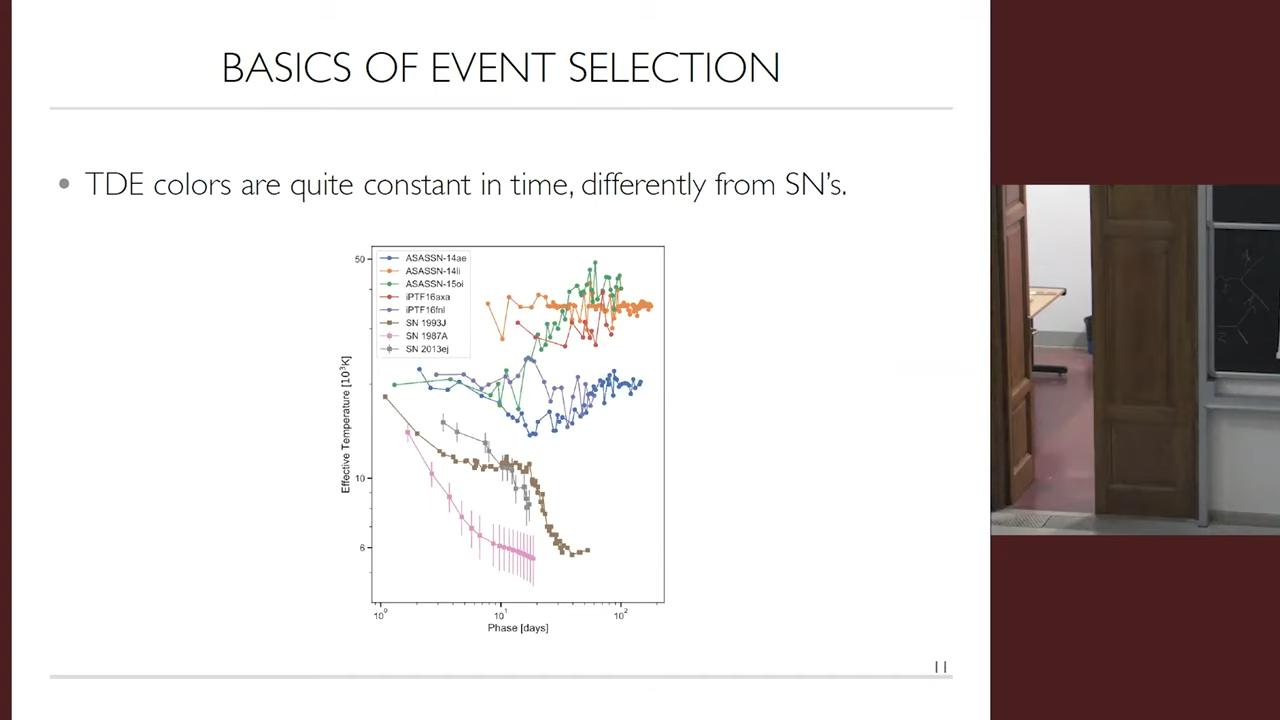 BASICS OF EVENT SELECTION
• TDE colors are quite constant in time, differently from SN's.
ASASSN-14ae
ASASSN-14li
ASASSN-15oi
iPTF16axa
iPTF16fnl
SN 1993J
SN 1987A
SN 2013ej
50
10
6
Effective Temperature [10³K]
10⁰ 10¹ 10²
Phase [days]
11